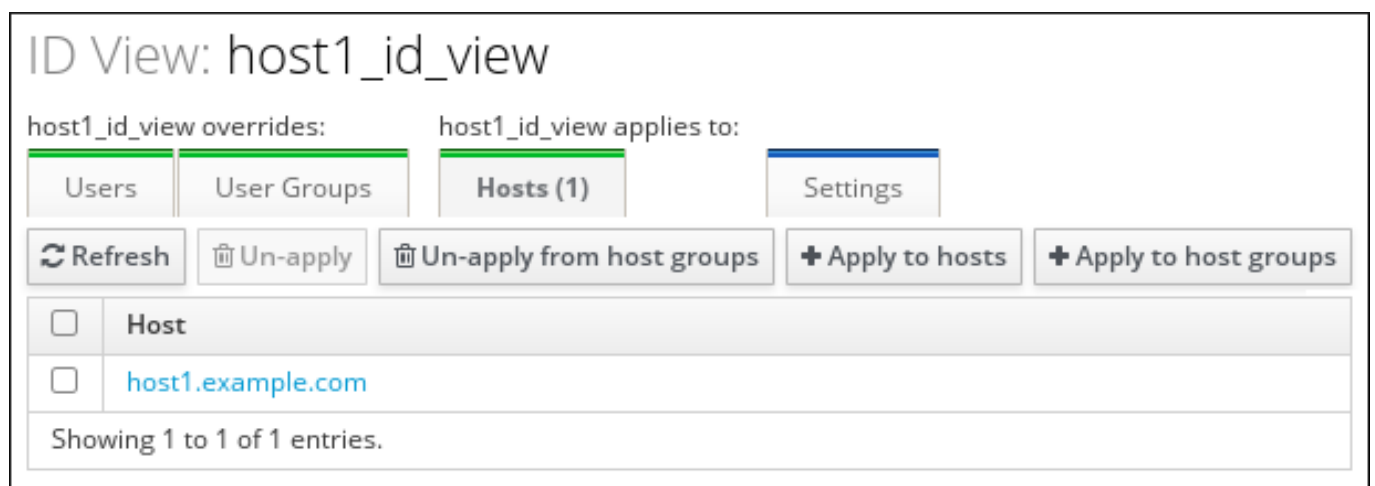 ID View: host1_id_view
host1_id_view overrides: host1_id_view applies to:
Users User Groups Hosts (1) Settings
Refresh Un-apply Un-apply from host groups Apply to hosts Apply to host groups
Host
host1.example.com
Showing 1 to 1 of 1 entries.